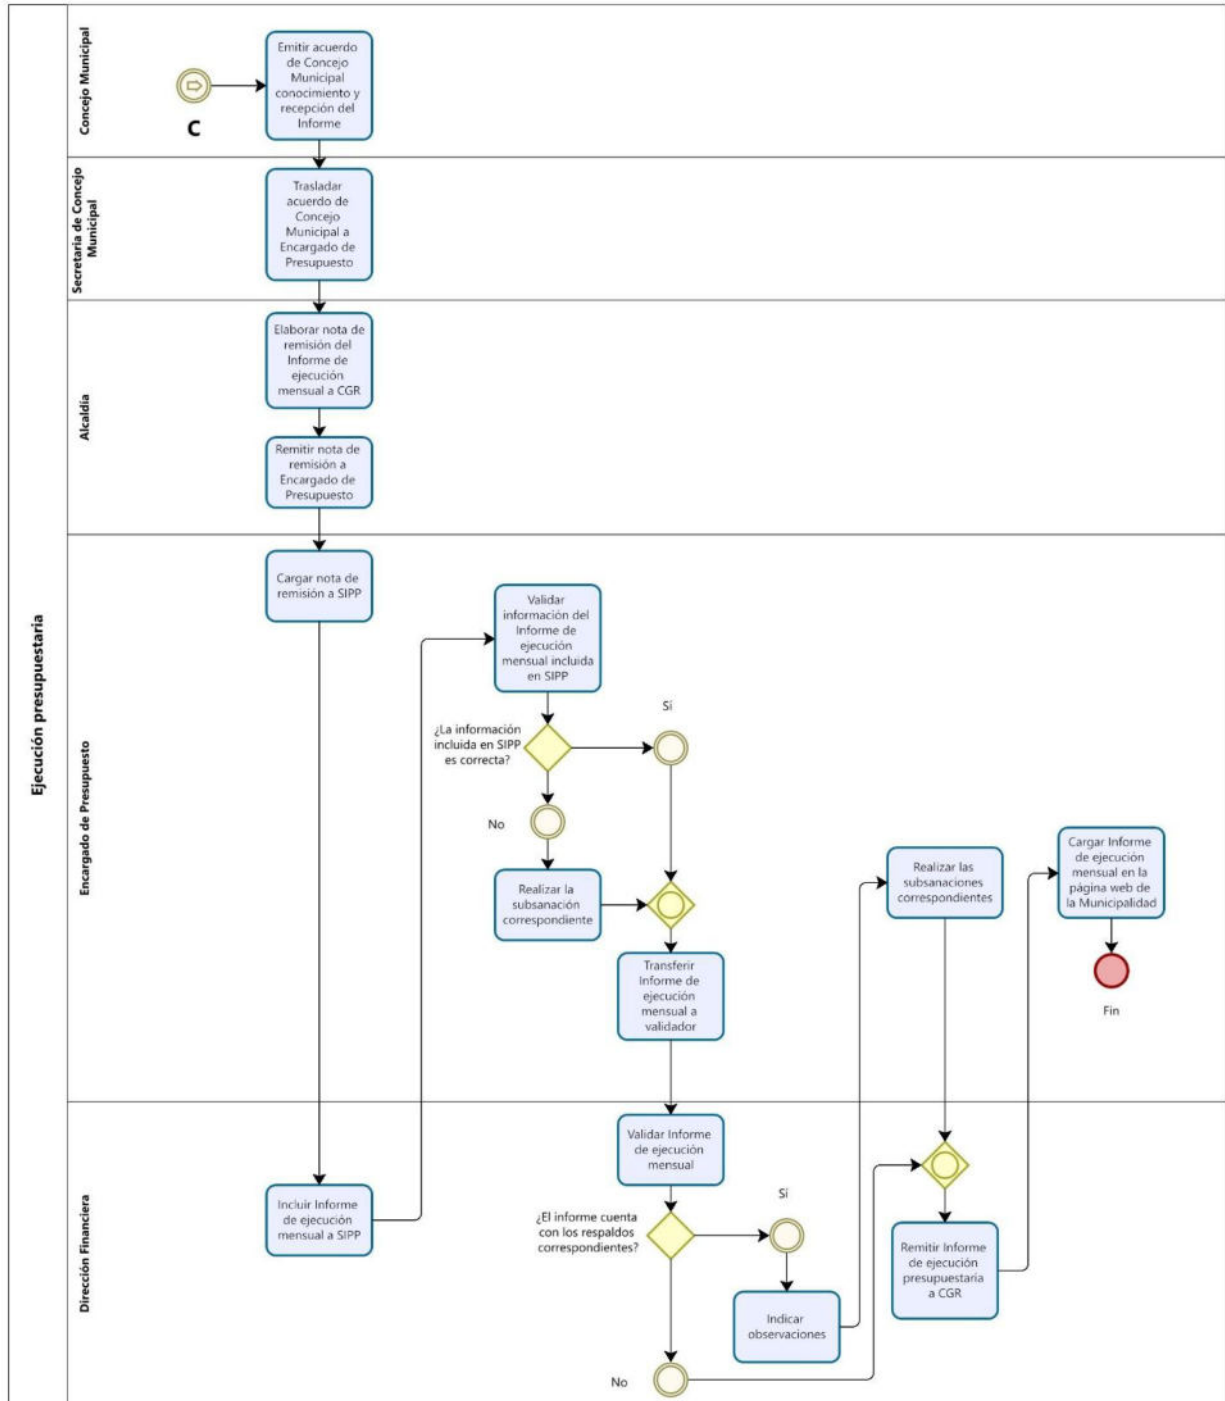 Ejecución presupuestaria
Concejo Municipal
Emitir acuerdo
de Concejo
Municipal
conocimiento y
recepción del
Informe
C
Secretaria de Concejo
Municipal
Trasladar
acuerdo de
Concejo
Municipal a
Encargado de
Presupuesto
Alcaldía
Elaborar nota de
remisión del
Informe de
ejecución
mensual a CGR
Remitir nota de
remisión a
Encargado de
Presupuesto
Encargado de Presupuesto
Cargar nota de
remisión a SIPP
Validar
información del
Informe de
ejecución
mensual incluida
en SIPP
¿La información
incluida en SIPP
es correcta?
Sí
No
Realizar la
subsanación
correspondiente
Transferir
Informe de
ejecución
mensual a
validador
Realizar las
subsanaciones
correspondientes
Cargar Informe
de ejecución
mensual en la
página web de
la Municipalidad
Fin
Dirección Financiera
Incluir Informe
de ejecución
mensual a SIPP
Validar Informe
de ejecución
mensual
¿El informe cuenta
con los respaldos
correspondientes?
Sí
Indicar
observaciones
No
Remitir Informe
de ejecución
presupuestaria
a CGR